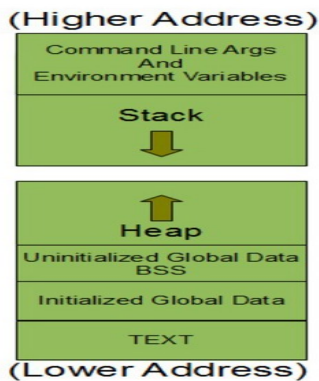 (Higher Address)
Command Line Args
And
Environment Variables
Stack
Heap
Uninitialized Global Data
BSS
Initialized Global Data
TEXT
(Lower Address)